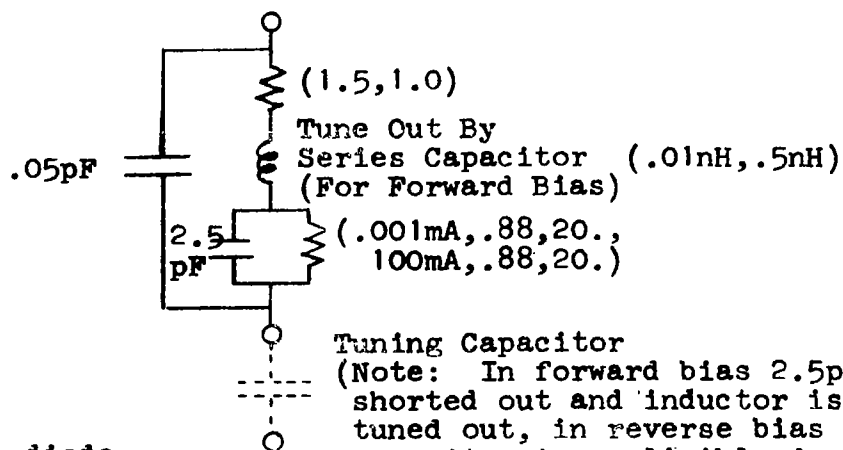 (1.5,1.0)
Tune Out By
Series Capacitor (.01nH,.5nH)
(For Forward Bias)
.05pF
2.5
pF
(.001mA,.88,20.,
100mA,.88,20.)
Tuning Capacitor
(Note: In forward bias 2.5p
shorted out and inductor is
tuned out, in reverse bias